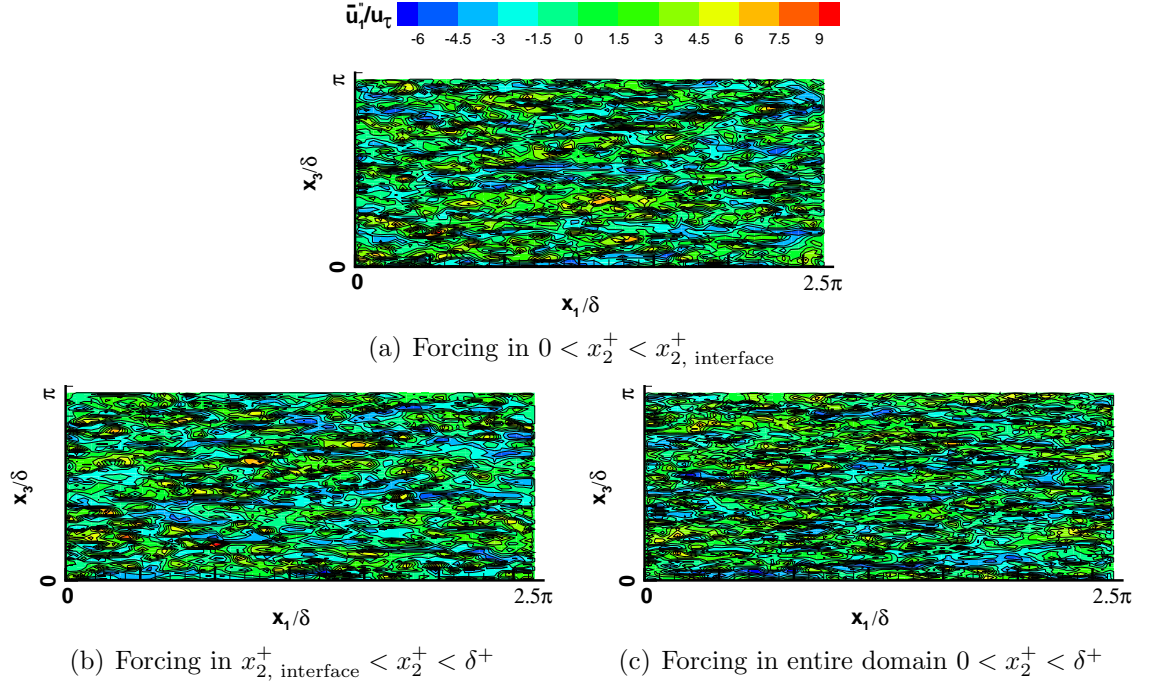 ū₁"/u_τ
-6 -4.5 -3 -1.5 0 1.5 3 4.5 6 7.5 9
π
x₃/δ
0
0 2.5π
x₁/δ
(a) Forcing in 0 < x₂⁺ < x₂⁺, interface
π π
x₃/δ x₃/δ
0 0
0 2.5π 0 2.5π
x₁/δ x₁/δ
(b) Forcing in x₂⁺, interface < x₂⁺ < δ⁺
(c) Forcing in entire domain 0 < x₂⁺ < δ⁺